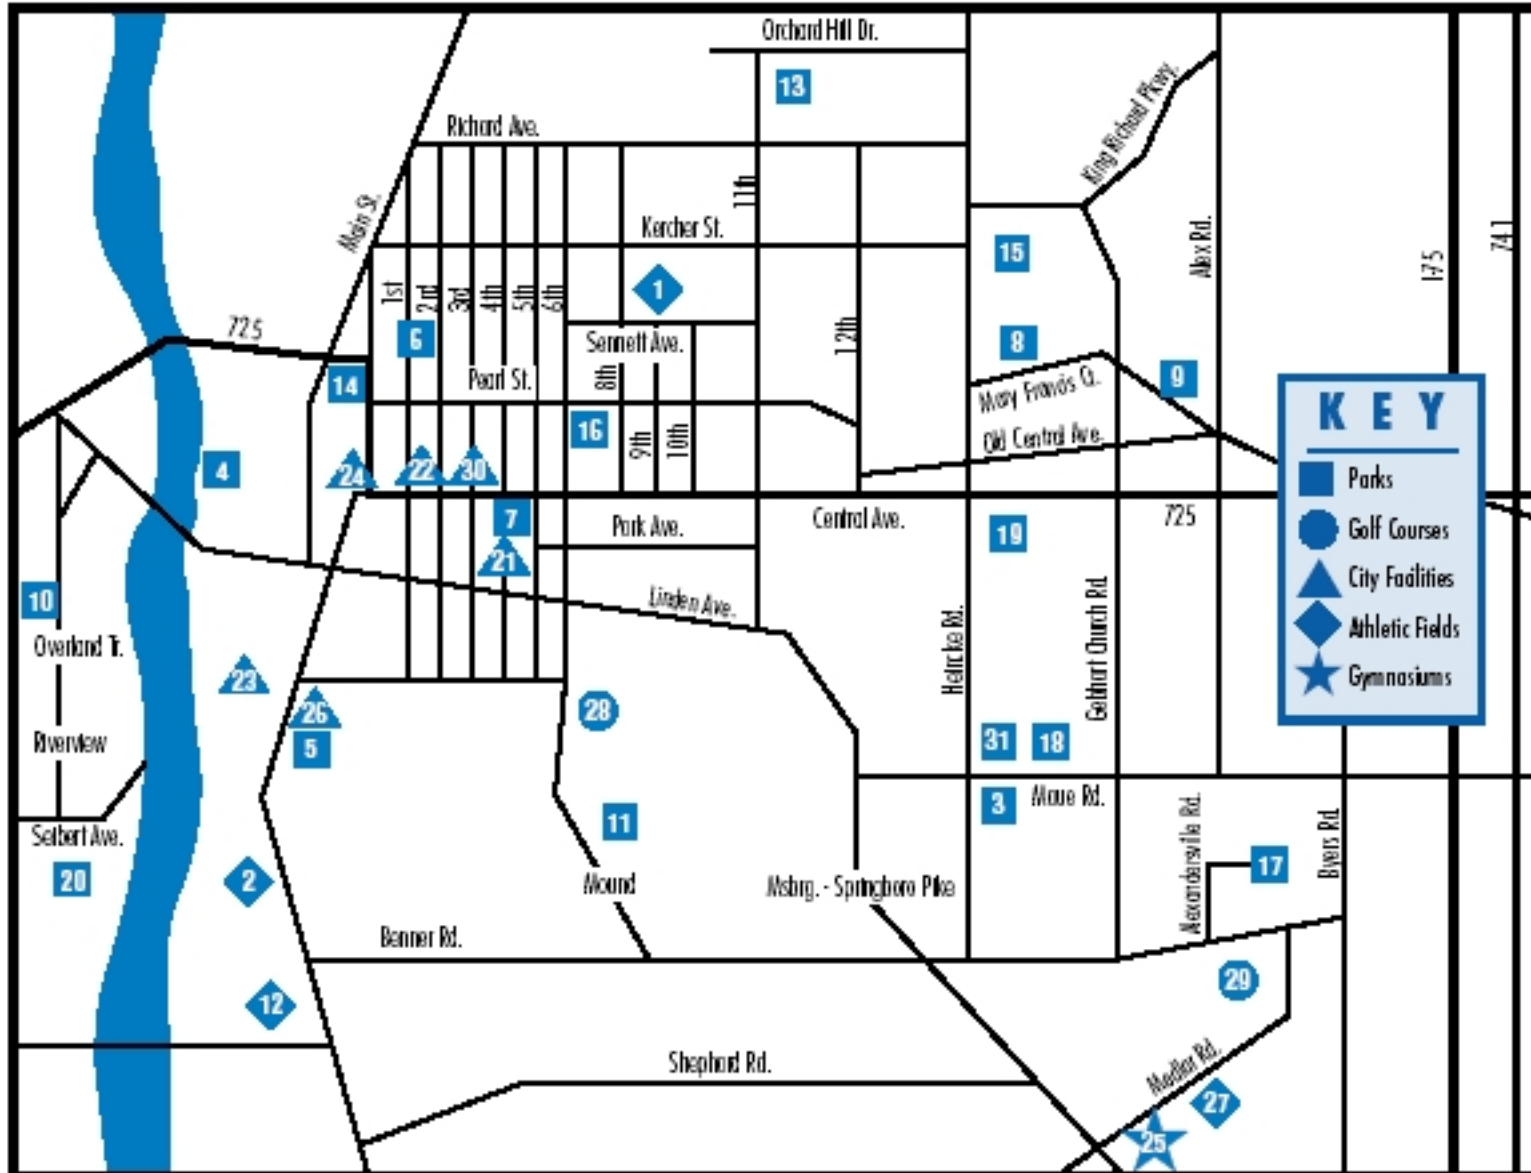 Orchard Hill Dr.
13
Richard Ave.
King Richard Pkwy.
11th
Main St.
Kercher St.
Alex Rd.
741
I-75
15
1st
2rd
3rd
4th
5th
6th
1
725
6
Sennett Ave.
12th
8
14
Pearl St.
8th
9
Mary Francis Ct.
KEY
16
9th
10th
Old Central Ave.
4
24
22
30
Parks
7
Park Ave.
Central Ave.
725
19
Golf Courses
21
City Facilities
10
Linden Ave.
Heincke Rd.
Gebhart Church Rd.
Athletic Fields
Overland Tr.
23
Gymnasiums
26
28
Riverview
5
31
18
3
Maue Rd.
11
Seibert Ave.
Alexandersville Rd.
Byers Rd.
17
20
2
Mound
Msbrg. - Springboro Pike
Benner Rd.
29
12
Shephard Rd.
Medlar Rd.
27
25